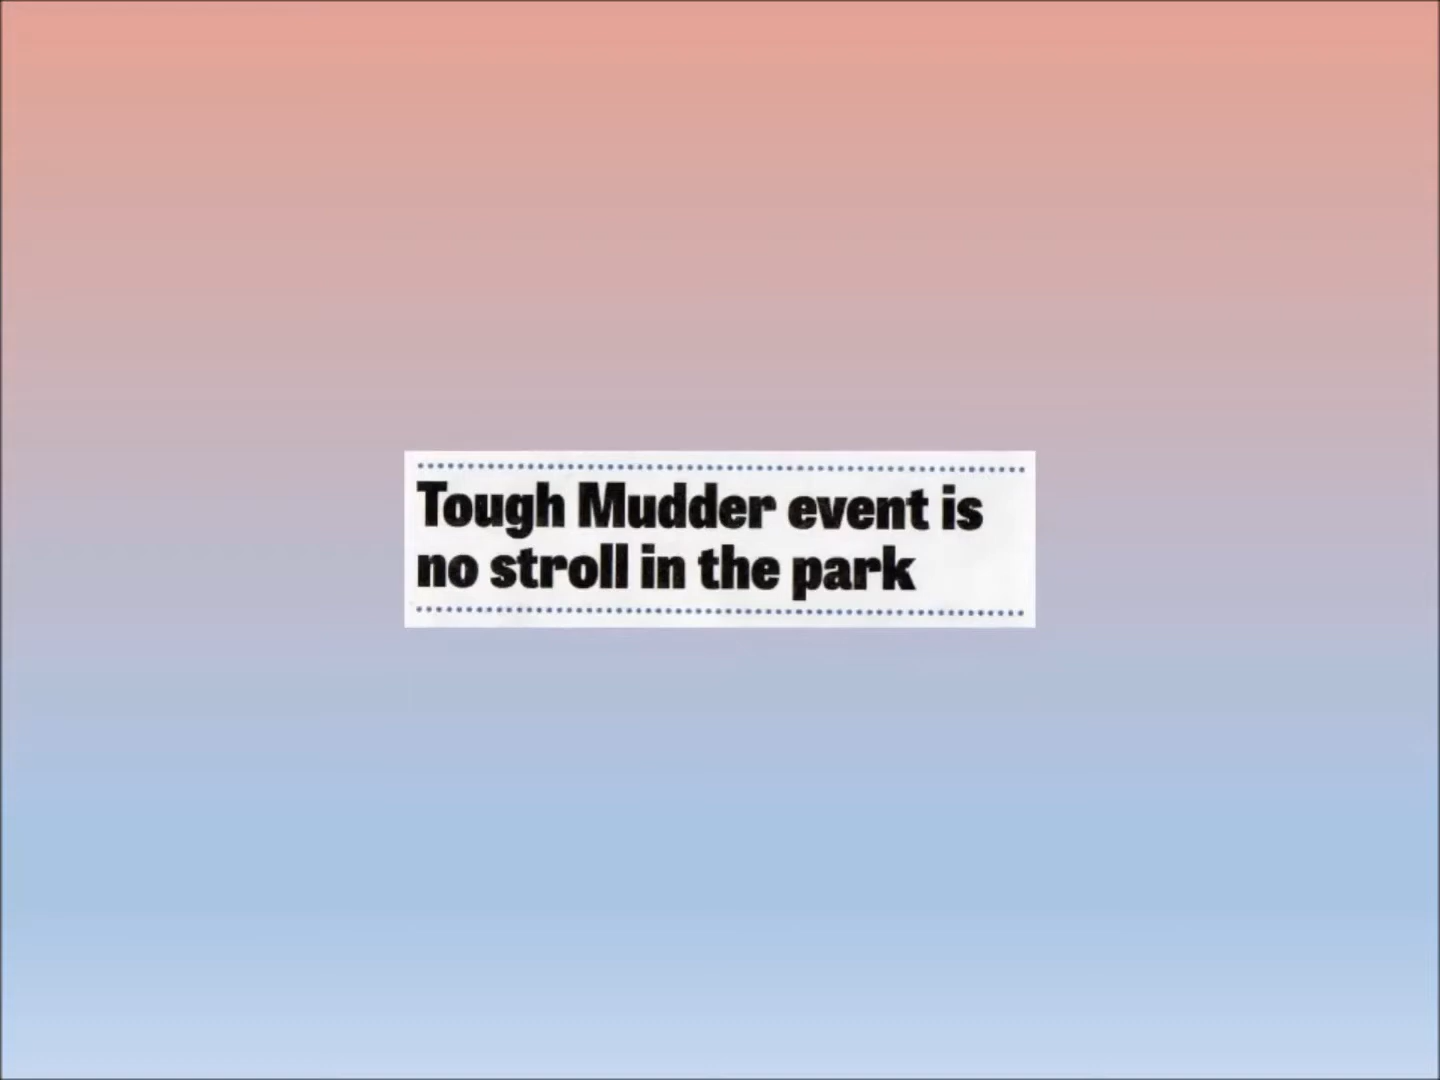 Tough Mudder event is
no stroll in the park